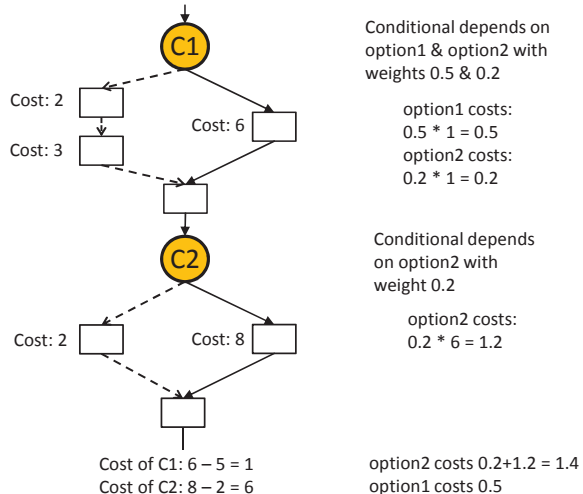 C1
Conditional depends on
option1 & option2 with
weights 0.5 & 0.2
Cost: 2
Cost: 6
Cost: 3
option1 costs:
0.5 * 1 = 0.5
option2 costs:
0.2 * 1 = 0.2
C2
Conditional depends
on option2 with
weight 0.2
Cost: 2
Cost: 8
option2 costs:
0.2 * 6 = 1.2
Cost of C1: 6 – 5 = 1
Cost of C2: 8 – 2 = 6
option2 costs 0.2+1.2 = 1.4
option1 costs 0.5